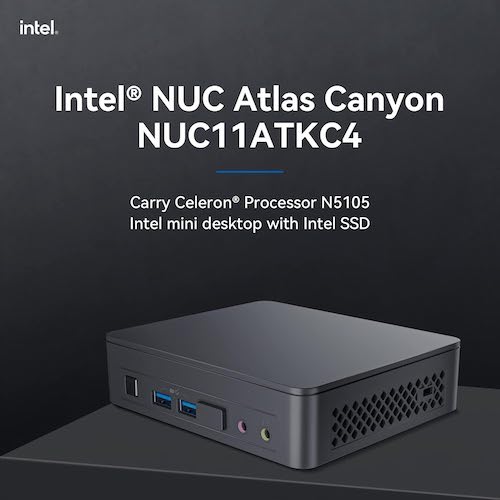 intel.
Intel® NUC Atlas Canyon
NUC11ATKC4
Carry Celeron® Processor N5105
Intel mini desktop with Intel SSD